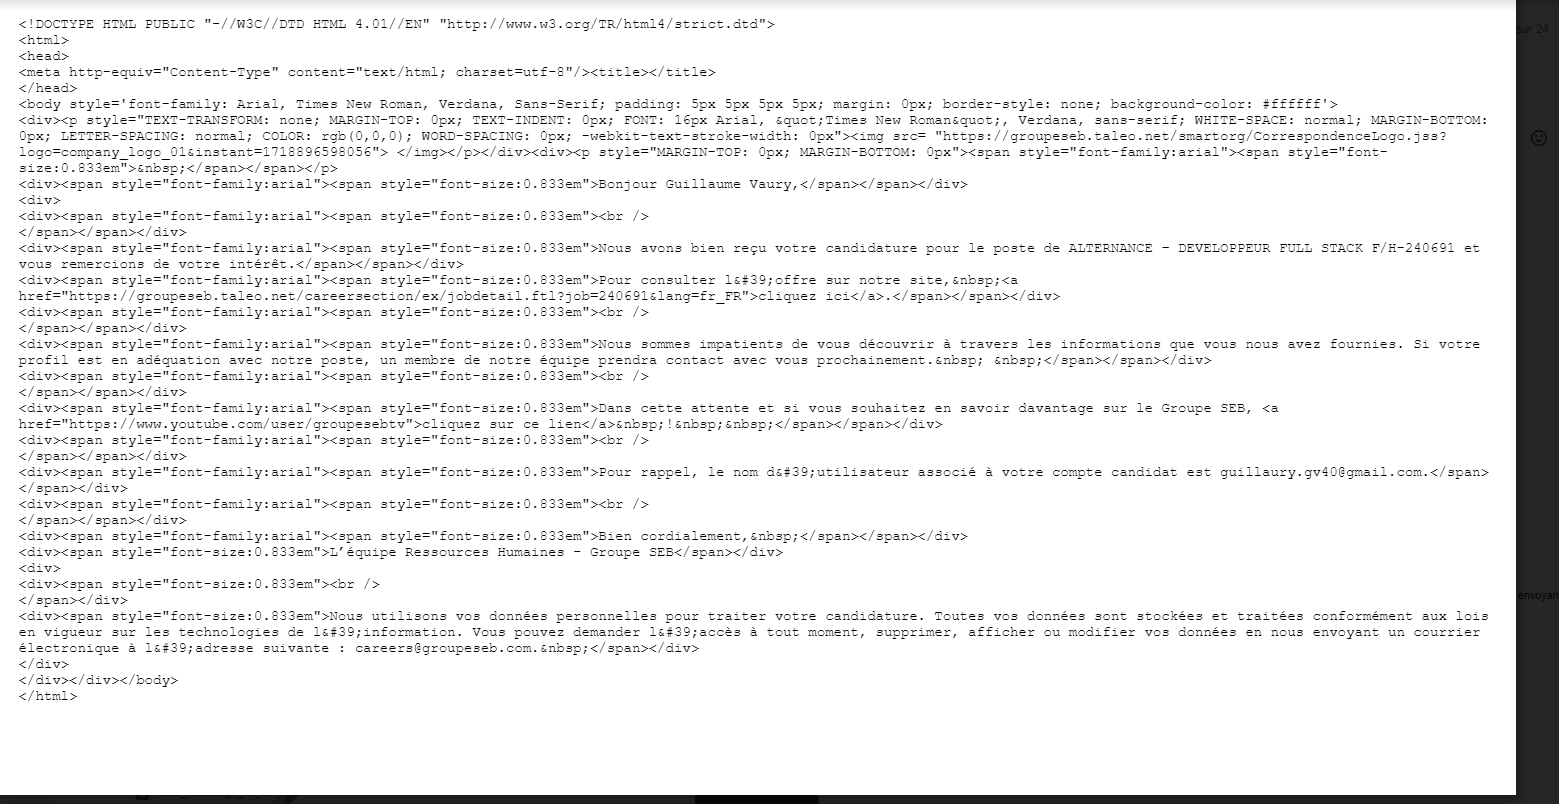 <!DOCTYPE HTML PUBLIC "-//W3C//DTD HTML 4.01//EN" "http://www.w3.org/TR/html4/strict.dtd">
<html>
<head>
<meta http-equiv="Content-Type" content="text/html; charset=utf-8"/><title></title>
</head>
<body style='font-family: Arial, Times New Roman, Verdana, Sans-Serif; padding: 5px 5px 5px 5px; margin: 0px; border-style: none; background-color: #ffffff'>
<div><p style="TEXT-TRANSFORM: none; MARGIN-TOP: 0px; TEXT-INDENT: 0px; FONT: 16px Arial, &quot;Times New Roman&quot;, Verdana, sans-serif; WHITE-SPACE: normal; MARGIN-BOTTOM:
0px; LETTER-SPACING: normal; COLOR: rgb(0,0,0); WORD-SPACING: 0px; -webkit-text-stroke-width: 0px"><img src= "https://groupeseb.taleo.net/smartorg/CorrespondenceLogo.jss?
logo=company_logo_01&instant=1718896598056"> </img></p></div><div><p style="MARGIN-TOP: 0px; MARGIN-BOTTOM: 0px"><span style="font-family:arial"><span style="font-
size:0.833em">&nbsp;</span></span></p>
<div><span style="font-family:arial"><span style="font-size:0.833em">Bonjour Guillaume Vaury,</span></span></div>
<div>
<div><span style="font-family:arial"><span style="font-size:0.833em"><br />
</span></span></div>
<div><span style="font-family:arial"><span style="font-size:0.833em">Nous avons bien reçu votre candidature pour le poste de ALTERNANCE - DEVELOPPEUR FULL STACK F/H-240691 et
vous remercions de votre intérêt.</span></span></div>
<div><span style="font-family:arial"><span style="font-size:0.833em">Pour consulter l&#39;offre sur notre site,&nbsp;<a
href="https://groupeseb.taleo.net/careersection/ex/jobdetail.ftl?job=240691&lang=fr_FR">cliquez ici</a>.</span></span></div>
<div><span style="font-family:arial"><span style="font-size:0.833em"><br />
</span></span></div>
<div><span style="font-family:arial"><span style="font-size:0.833em">Nous sommes impatients de vous découvrir à travers les informations que vous nous avez fournies. Si votre
profil est en adéquation avec notre poste, un membre de notre équipe prendra contact avec vous prochainement.&nbsp; &nbsp;</span></span></div>
<div><span style="font-family:arial"><span style="font-size:0.833em"><br />
</span></span></div>
<div><span style="font-family:arial"><span style="font-size:0.833em">Dans cette attente et si vous souhaitez en savoir davantage sur le Groupe SEB, <a
href="https://www.youtube.com/user/groupesebtv">cliquez sur ce lien</a>&nbsp;!&nbsp;&nbsp;</span></span></div>
<div><span style="font-family:arial"><span style="font-size:0.833em"><br />
</span></span></div>
<div><span style="font-family:arial"><span style="font-size:0.833em">Pour rappel, le nom d&#39;utilisateur associé à votre compte candidat est guillaury.gv40@gmail.com.</span>
</span></div>
<div><span style="font-family:arial"><span style="font-size:0.833em"><br />
</span></span></div>
<div><span style="font-family:arial"><span style="font-size:0.833em">Bien cordialement,&nbsp;</span></span></div>
<div><span style="font-size:0.833em">L’équipe Ressources Humaines - Groupe SEB</span></div>
<div>
<div><span style="font-size:0.833em"><br />
</span></div>
<div><span style="font-size:0.833em">Nous utilisons vos données personnelles pour traiter votre candidature. Toutes vos données sont stockées et traitées conformément aux lois
en vigueur sur les technologies de l&#39;information. Vous pouvez demander l&#39;accès à tout moment, supprimer, afficher ou modifier vos données en nous envoyant un courrier
électronique à l&#39;adresse suivante : careers@groupeseb.com.&nbsp;</span></div>
</div>
</div></div></body>
</html>
sur 24
envoyan